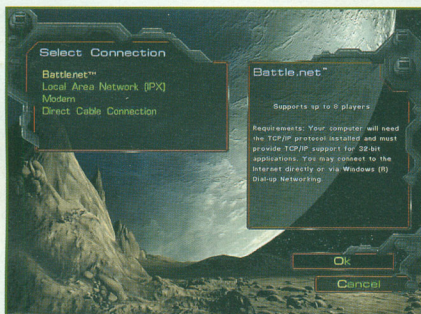 Select Connection
Battle.net™
Local Area Network (IPX)
Modem
Direct Cable Connection
Battle.net™
Supports up to 8 players.
Requirements: Your computer will need
the TCP/IP protocol installed and must
provide TCP/IP support for 32-bit
applications. You may connect to the
Internet directly or via Windows (R)
Dial-up Networking.
Ok
Cancel